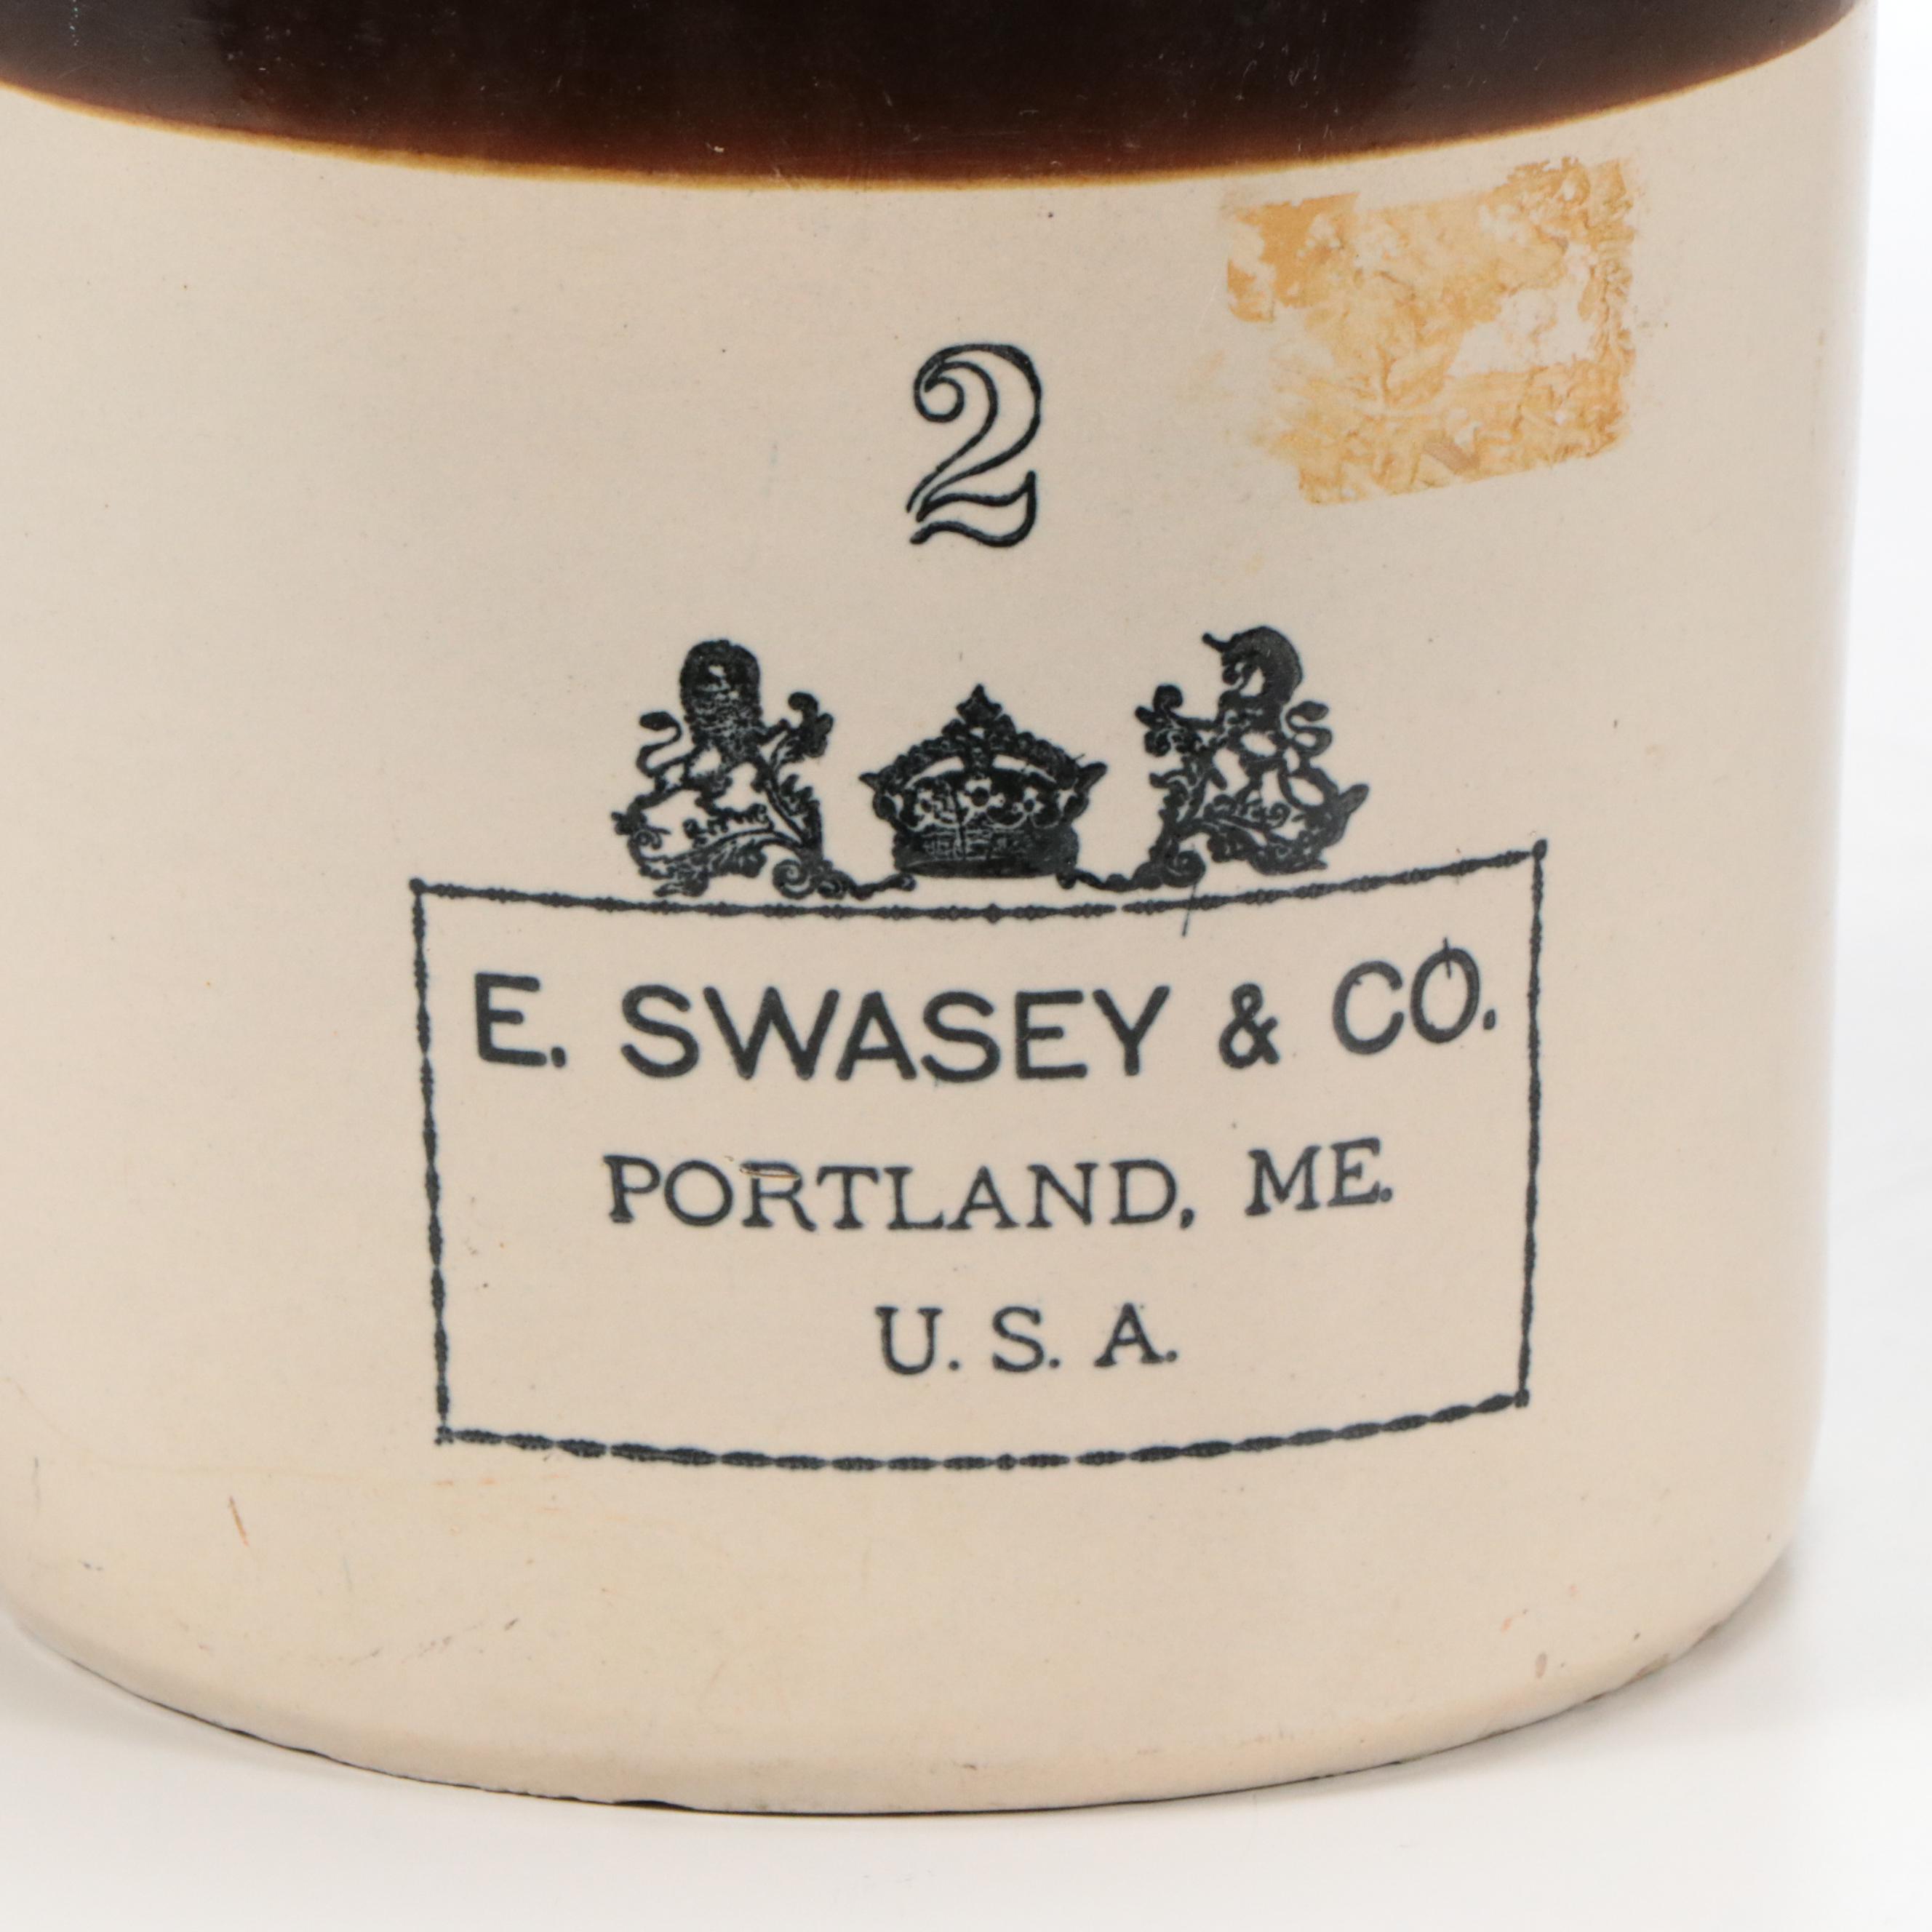 2
E. SWASEY & CO.
PORTLAND, ME.
U. S. A.